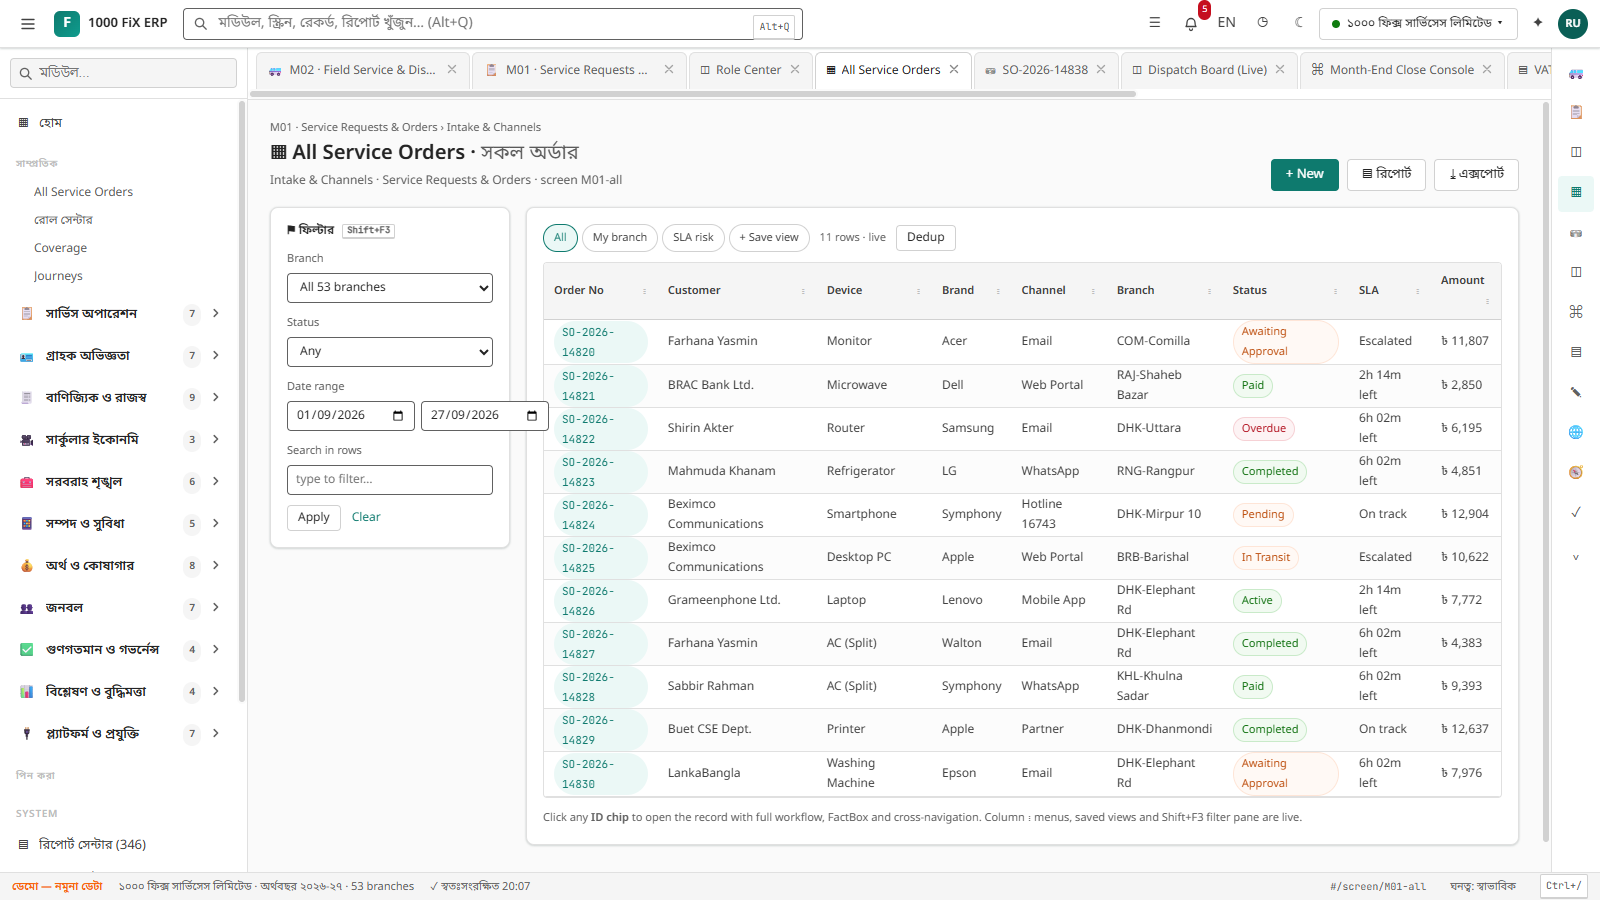 F 1000 FiX ERP মডিউল, স্ক্রিন, রেকর্ড, রিপোর্ট খুঁজুন... (Alt+Q) Alt+Q 5 EN ১০০০ ফিক্স সার্ভিসেস লিমিটেড RU
মডিউল...
M02 · Field Service & Dis... M01 · Service Requests ... Role Center All Service Orders SO-2026-14838 Dispatch Board (Live) Month-End Close Console VAT
হোম
সাম্প্রতিক
All Service Orders
রোল সেন্টার
Coverage
Journeys
সার্ভিস অপারেশন 7
গ্রাহক অভিজ্ঞতা 7
বাণিজ্যিক ও রাজস্ব 9
সার্কুলার ইকোনমি 3
সরবরাহ শৃঙ্খল 6
সম্পদ ও সুবিধা 5
অর্থ ও কোষাগার 8
জনবল 7
গুণগতমান ও গভর্নেন্স 4
বিশ্লেষণ ও বুদ্ধিমত্তা 4
প্ল্যাটফর্ম ও প্রযুক্তি 7
পিন করা
SYSTEM
রিপোর্ট সেন্টার (346)
M01 · Service Requests & Orders › Intake & Channels
All Service Orders · সকল অর্ডার
Intake & Channels · Service Requests & Orders · screen M01-all
+ New রিপোর্ট এক্সপোর্ট
ফিল্টার Shift+F3
Branch
All 53 branches
Status
Any
Date range
01/09/2026 27/09/2026
Search in rows
type to filter...
Apply Clear
All My branch SLA risk + Save view 11 rows · live Dedup
Order No Customer Device Brand Channel Branch Status SLA Amount
SO-2026-14820 Farhana Yasmin Monitor Acer Email COM-Comilla Awaiting Approval Escalated ৳ 11,807
SO-2026-14821 BRAC Bank Ltd. Microwave Dell Web Portal RAJ-Shaheb Bazar Paid 2h 14m left ৳ 2,850
SO-2026-14822 Shirin Akter Router Samsung Email DHK-Uttara Overdue 6h 02m left ৳ 6,195
SO-2026-14823 Mahmuda Khanam Refrigerator LG WhatsApp RNG-Rangpur Completed 6h 02m left ৳ 4,851
SO-2026-14824 Beximco Communications Smartphone Symphony Hotline 16743 DHK-Mirpur 10 Pending On track ৳ 12,904
SO-2026-14825 Beximco Communications Desktop PC Apple Web Portal BRB-Barishal In Transit Escalated ৳ 10,622
SO-2026-14826 Grameenphone Ltd. Laptop Lenovo Mobile App DHK-Elephant Rd Active 2h 14m left ৳ 7,772
SO-2026-14827 Farhana Yasmin AC (Split) Walton Email DHK-Elephant Rd Completed 6h 02m left ৳ 4,383
SO-2026-14828 Sabbir Rahman AC (Split) Symphony WhatsApp KHL-Khulna Sadar Paid 6h 02m left ৳ 9,393
SO-2026-14829 Buet CSE Dept. Printer Apple Partner DHK-Dhanmondi Completed On track ৳ 12,637
SO-2026-14830 LankaBangla Washing Machine Epson Email DHK-Elephant Rd Awaiting Approval 6h 02m left ৳ 7,976
Click any ID chip to open the record with full workflow, FactBox and cross-navigation. Column ⋮ menus, saved views and Shift+F3 filter pane are live.
ডেমো — নমুনা ডেটা ১০০০ ফিক্স সার্ভিসেস লিমিটেড · অর্থবছর ২০২৬-২৭ · 53 branches ✓ স্বতঃসংরক্ষিত 20:07 #/screen/M01-all ঘনত্ব: স্বাভাবিক Ctrl+/